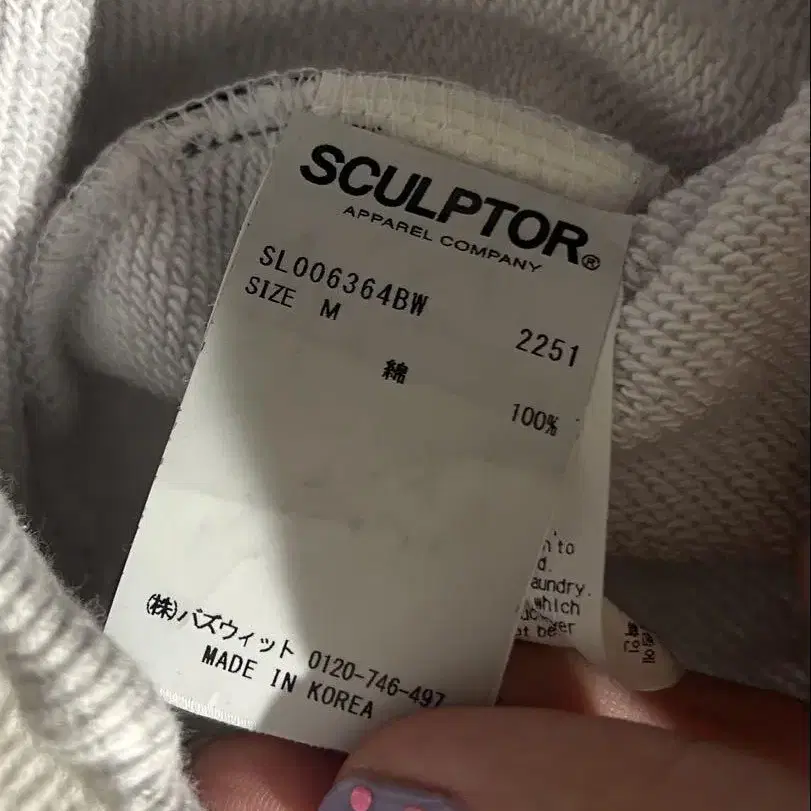 SCULPTOR®
APPAREL COMPANY
SL006364BW
SIZE M
2251
綿
100%
(株)バズウィット 0120-746-497
MADE IN KOREA
to
aundry.
which
be